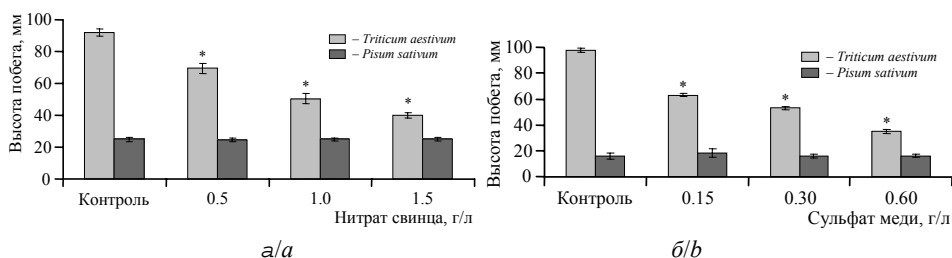 Высота побега, мм
100
80
60
40
20
0
– Triticum aestivum
– Pisum sativum
*
*
*
Контроль 0.5 1.0 1.5
Нитрат свинца, г/л
а/a
Высота побега, мм
100
80
60
40
20
0
– Triticum aestivum
– Pisum sativum
*
*
*
Контроль 0.15 0.30 0.60
Сульфат меди, г/л
б/b